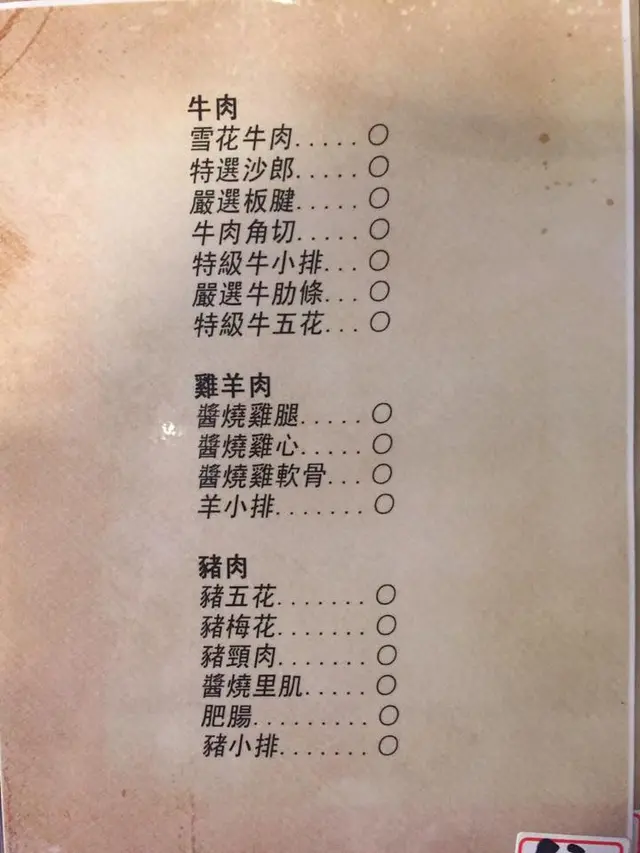 牛肉
雪花牛肉.....○
特選沙郎.....○
嚴選板腱.....○
牛肉角切.....○
特級牛小排...○
嚴選牛肋條...○
特級牛五花...○
雞羊肉
醬燒雞腿.....○
醬燒雞心.....○
醬燒雞軟骨...○
羊小排.......○
豬肉
豬五花.......○
豬梅花.......○
豬頸肉.......○
醬燒里肌.....○
肥腸.........○
豬小排.......○